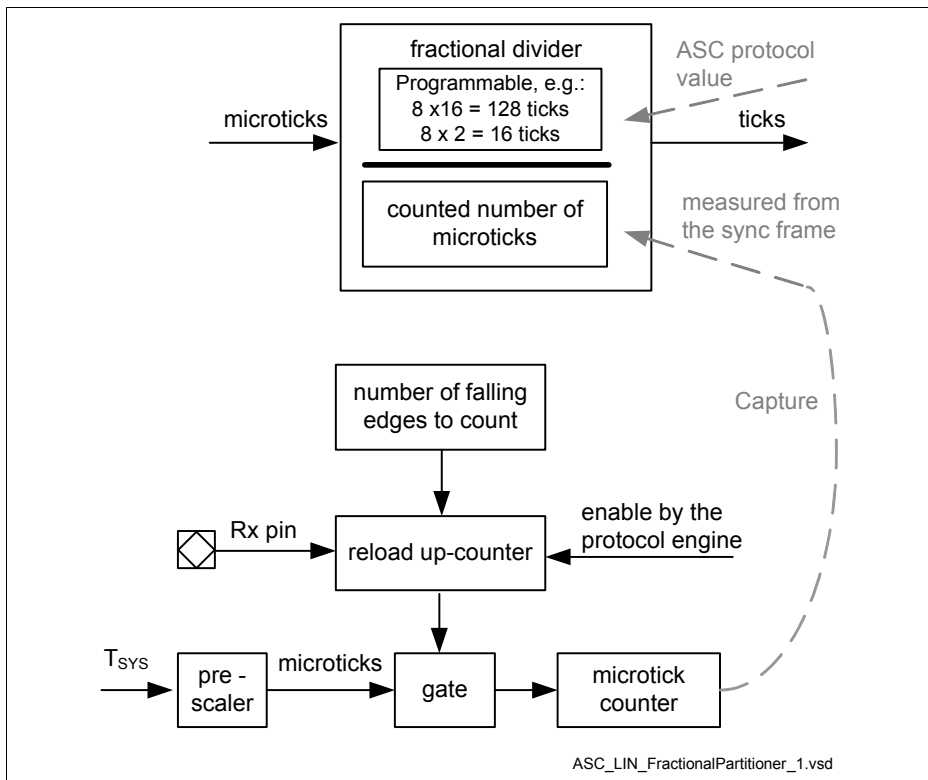 fractional divider
Programmable, e.g.:
8 x16 = 128 ticks
8 x 2 = 16 ticks
ASC protocol
value
microticks
ticks
counted number of
microticks
measured from
the sync frame
number of falling
edges to count
Capture
Rx pin
reload up-counter
enable by the
protocol engine
TSYS
pre -
scaler
microticks
gate
microtick
counter
ASC_LIN_FractionalPartitioner_1.vsd